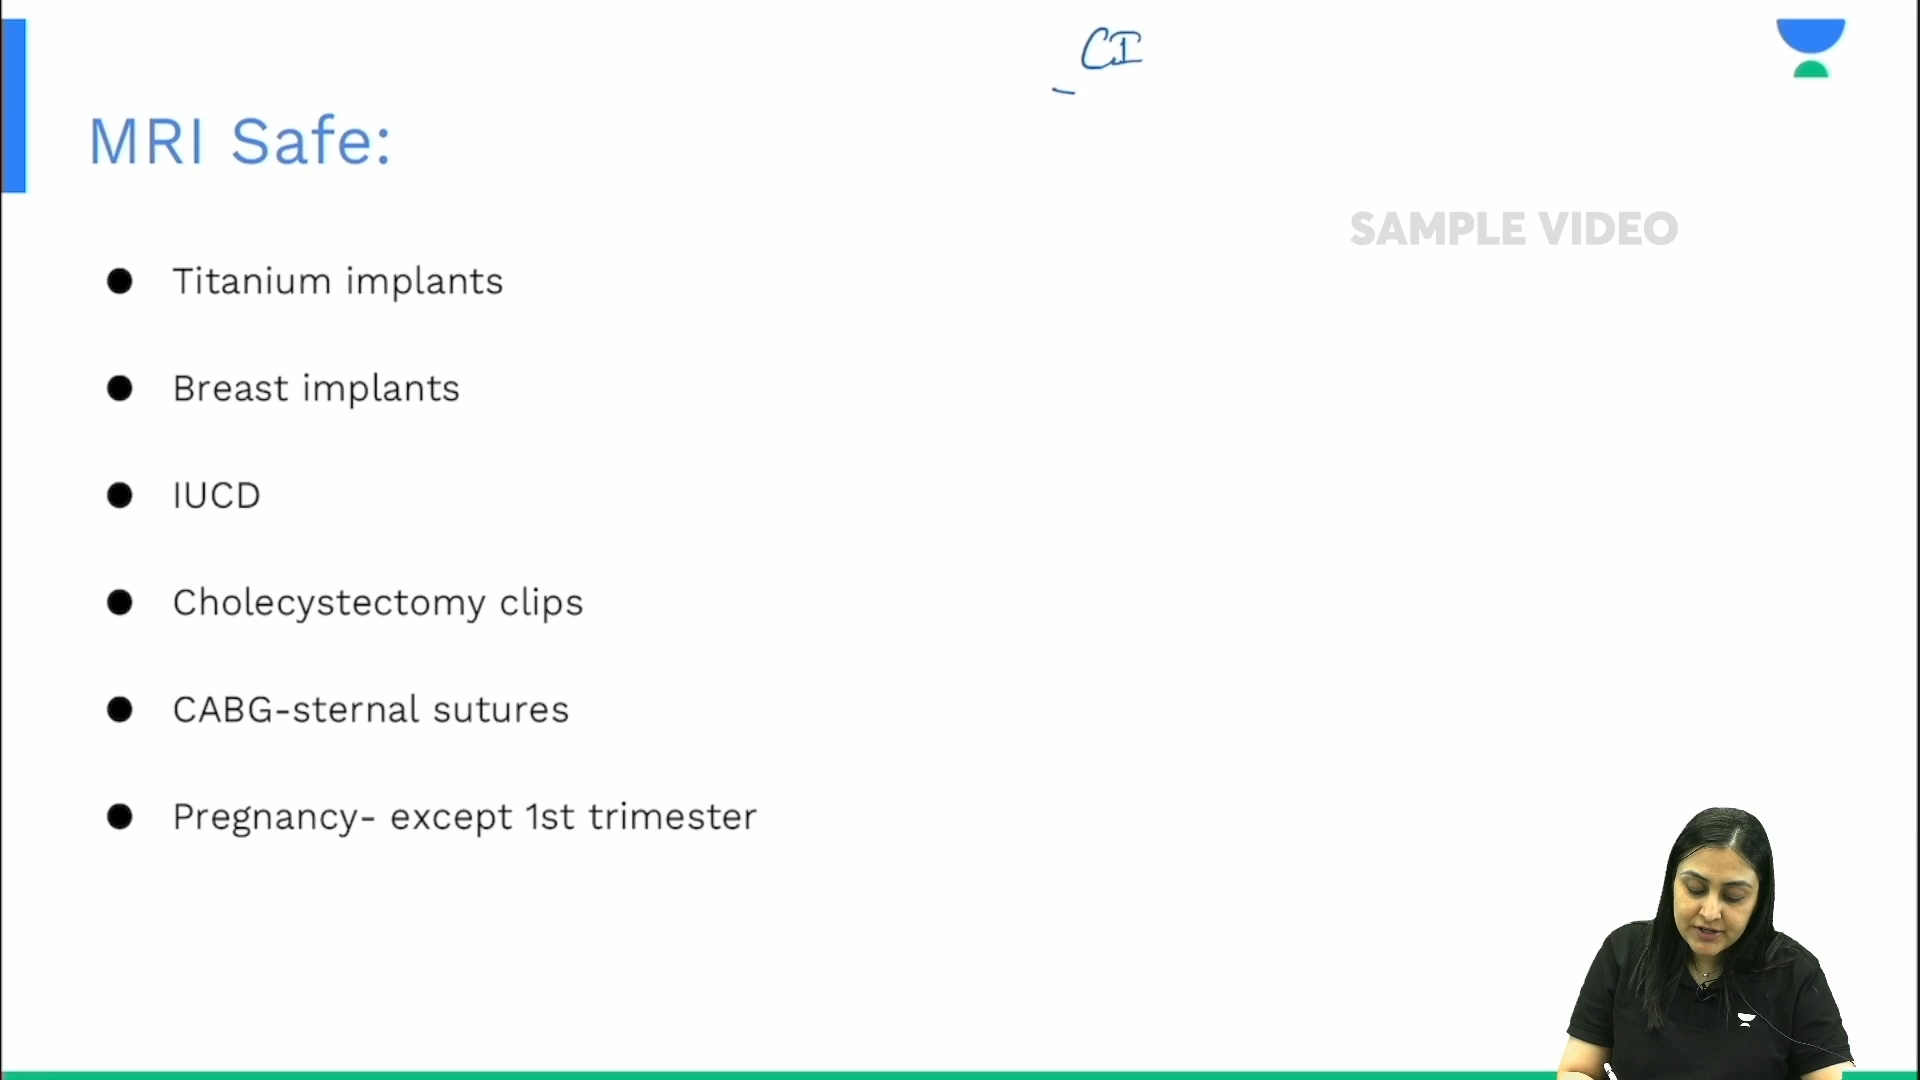 CI
MRI Safe:
SAMPLE VIDEO
● Titanium implants
● Breast implants
● IUCD
● Cholecystectomy clips
● CABG-sternal sutures
● Pregnancy- except 1st trimester